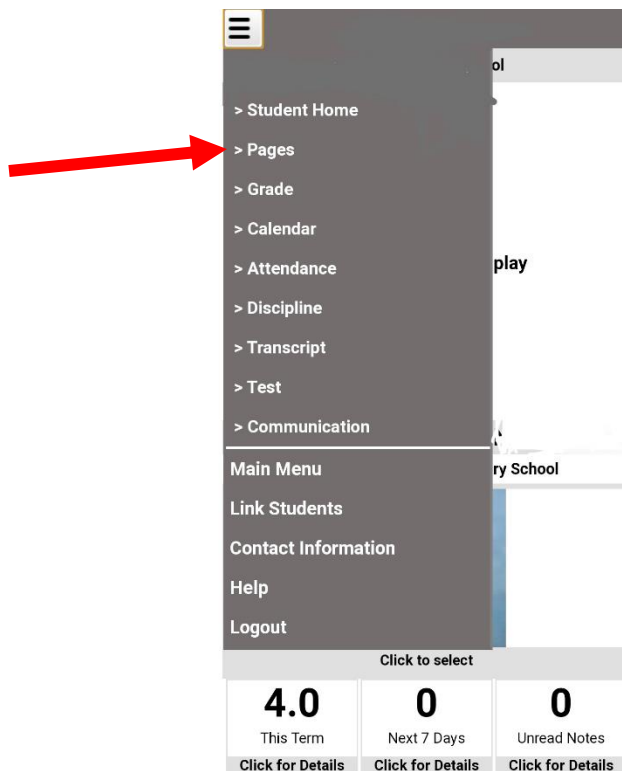 ol
> Student Home
> Pages
> Grade
> Calendar
> Attendance
play
> Discipline
> Transcript
> Test
> Communication
Main Menu
ry School
Link Students
Contact Information
Help
Logout
Click to select
4.0
0
0
This Term
Next 7 Days
Unread Notes
Click for Details
Click for Details
Click for Details